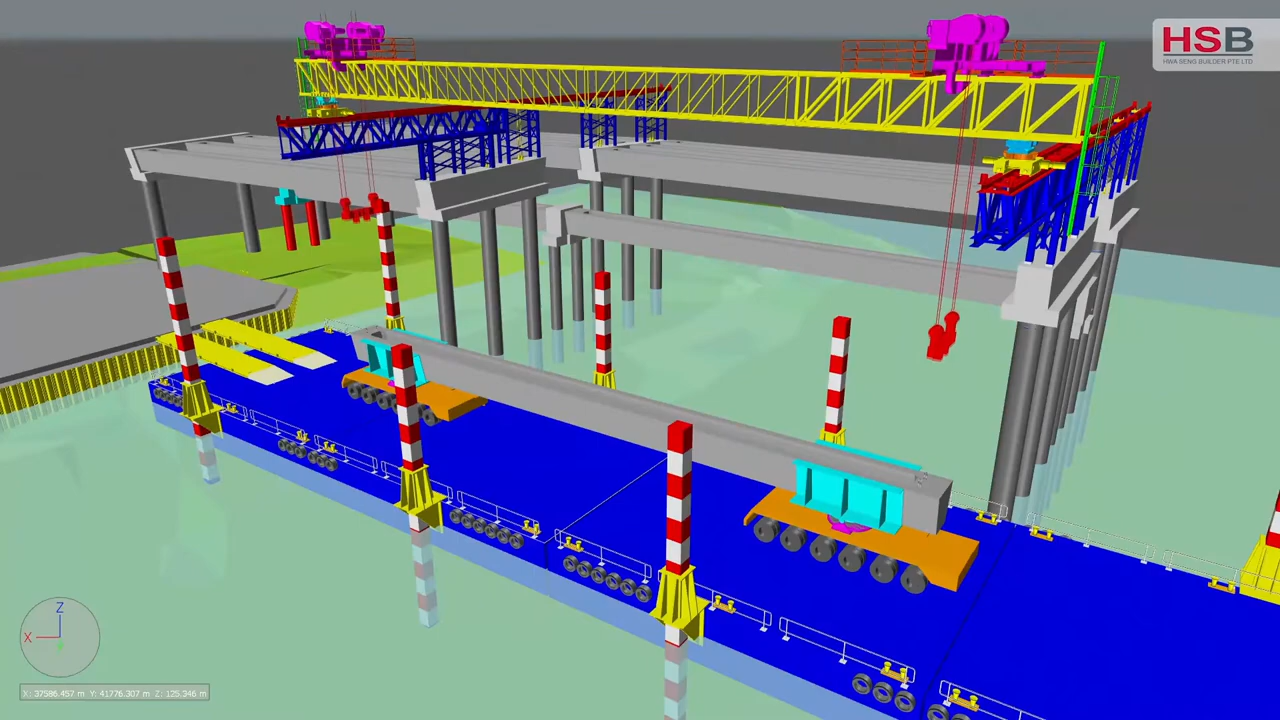 HSB
HWA SENG BUILDER PTE LTD
Z
X
X: 37586.457 m Y: 41776.307 m Z: 125.346 m